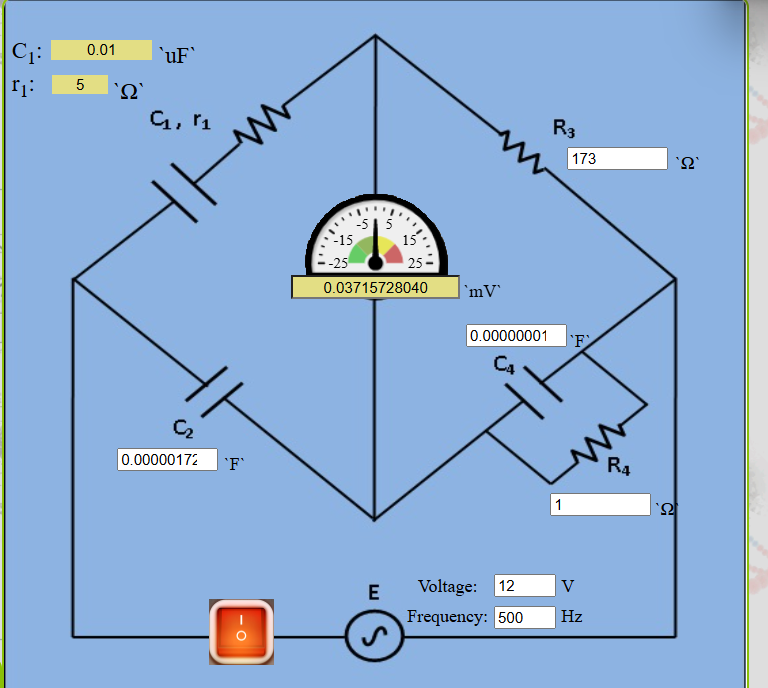 C₁: 0.01 `uF`
r₁: 5 `Ω`
C₁, r₁
R₃
173 `Ω`
-5 5
-15 15
-25 25
0.03715728040 `mV`
0.00000001 `F`
C₄
C₂
0.00000172 `F`
R₄
1 `Ω`
E
Voltage: 12 V
Frequency: 500 Hz
I
O